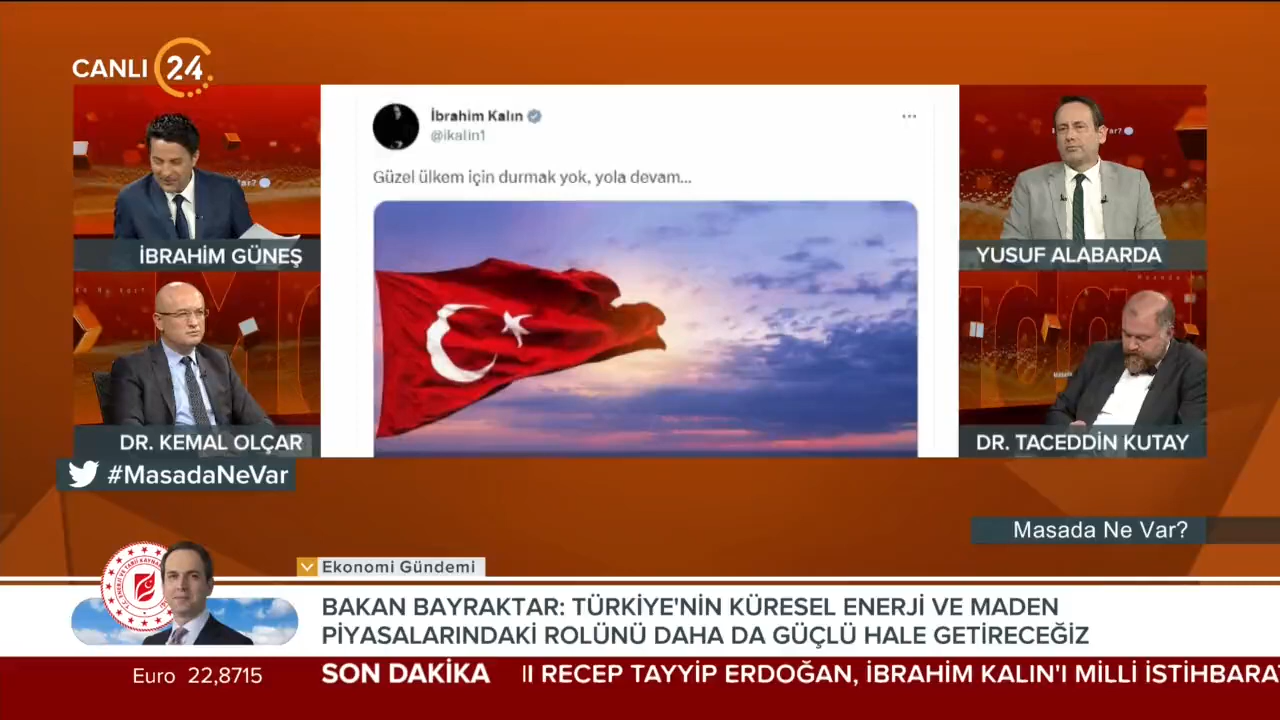 CANLI 24
İbrahim Kalın
@ikalin1
Güzel ülkem için durmak yok, yola devam...
İBRAHİM GÜNEŞ
YUSUF ALABARDA
DR. KEMAL OLÇAR
DR. TACEDDİN KUTAY
#MasadaNeVar
Masada Ne Var?
Ekonomi Gündemi
BAKAN BAYRAKTAR: TÜRKİYE'NİN KÜRESEL ENERJİ VE MADEN
PİYASALARINDAKİ ROLÜNÜ DAHA DA GÜÇLÜ HALE GETİRECEĞİZ
Euro 22,8715
SON DAKİKA
RECEP TAYYİP ERDOĞAN, İBRAHİM KALIN'I MİLLİ İSTİHBARAT